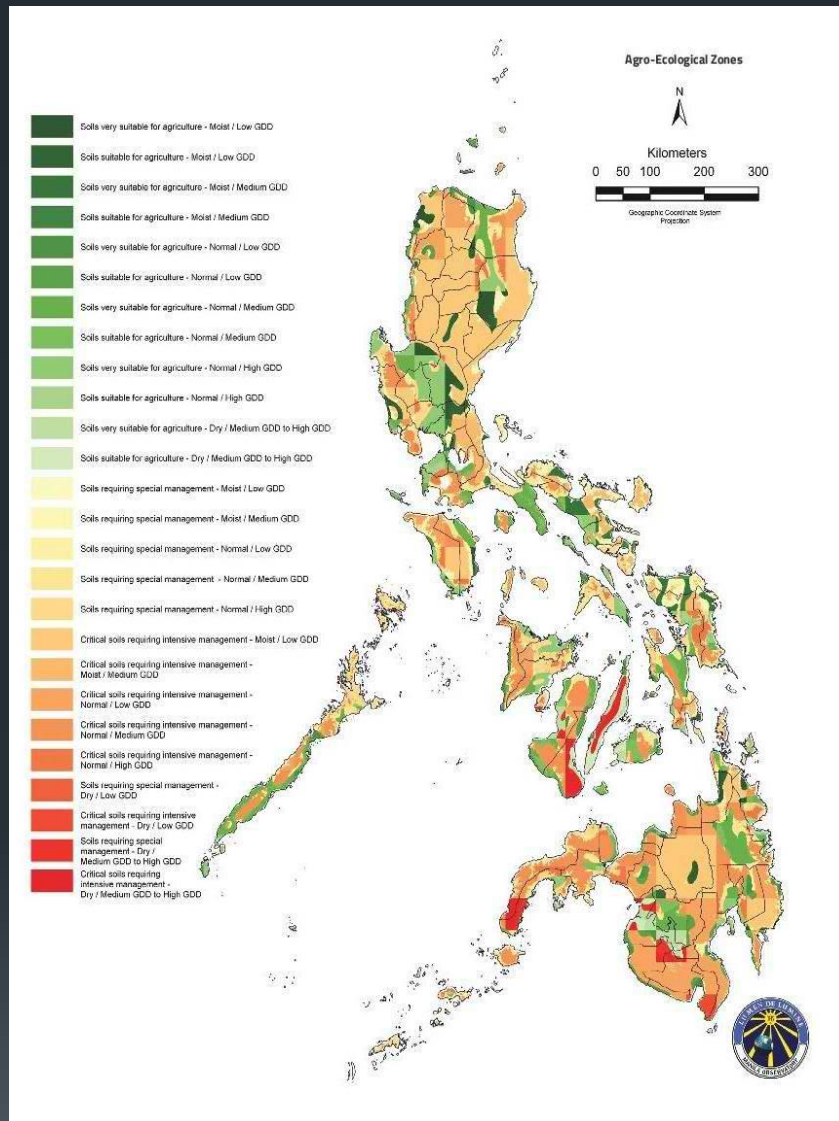 Agro-Ecological Zones
N
Kilometers
0 50 100 200 300
Geographic Coordinate System
Projection
Soils very suitable for agriculture - Moist / Low GDD
Soils suitable for agriculture - Moist / Low GDD
Soils very suitable for agriculture - Moist / Medium GDD
Soils suitable for agriculture - Moist / Medium GDD
Soils very suitable for agriculture - Normal / Low GDD
Soils suitable for agriculture - Normal / Low GDD
Soils very suitable for agriculture - Normal / Medium GDD
Soils suitable for agriculture - Normal / Medium GDD
Soils very suitable for agriculture - Normal / High GDD
Soils suitable for agriculture - Normal / High GDD
Soils very suitable for agriculture - Dry / Medium GDD to High GDD
Soils suitable for agriculture - Dry / Medium GDD to High GDD
Soils requiring special management - Moist / Low GDD
Soils requiring special management - Moist / Medium GDD
Soils requiring special management - Normal / Low GDD
Soils requiring special management - Normal / Medium GDD
Soils requiring special management - Normal / High GDD
Critical soils requiring intensive management - Moist / Low GDD
Critical soils requiring intensive management -
Moist / Medium GDD
Critical soils requiring intensive management -
Normal / Low GDD
Critical soils requiring intensive management -
Normal / Medium GDD
Critical soils requiring intensive management -
Normal / High GDD
Soils requiring special management -
Dry / Low GDD
Critical soils requiring intensive
management - Dry / Low GDD
Soils requiring special
management - Dry /
Medium GDD to High GDD
Critical soils requiring
intensive management -
Dry / Medium GDD to High GDD
LUMEN DE LUMINE
MANILA OBSERVATORY